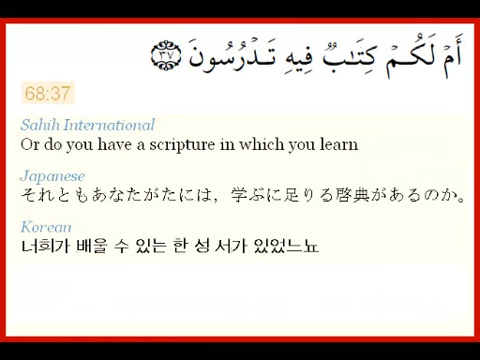 أَمْ لَكُمْ كِتَٰبٌ فِيهِ تَدْرُسُونَ ٣٧
68:37
Sahih International
Or do you have a scripture in which you learn
Japanese
それともあなたがたには，学ぶに足りる啓典があるのか。
Korean
너희가 배울 수 있는 한 성 서가 있었느뇨